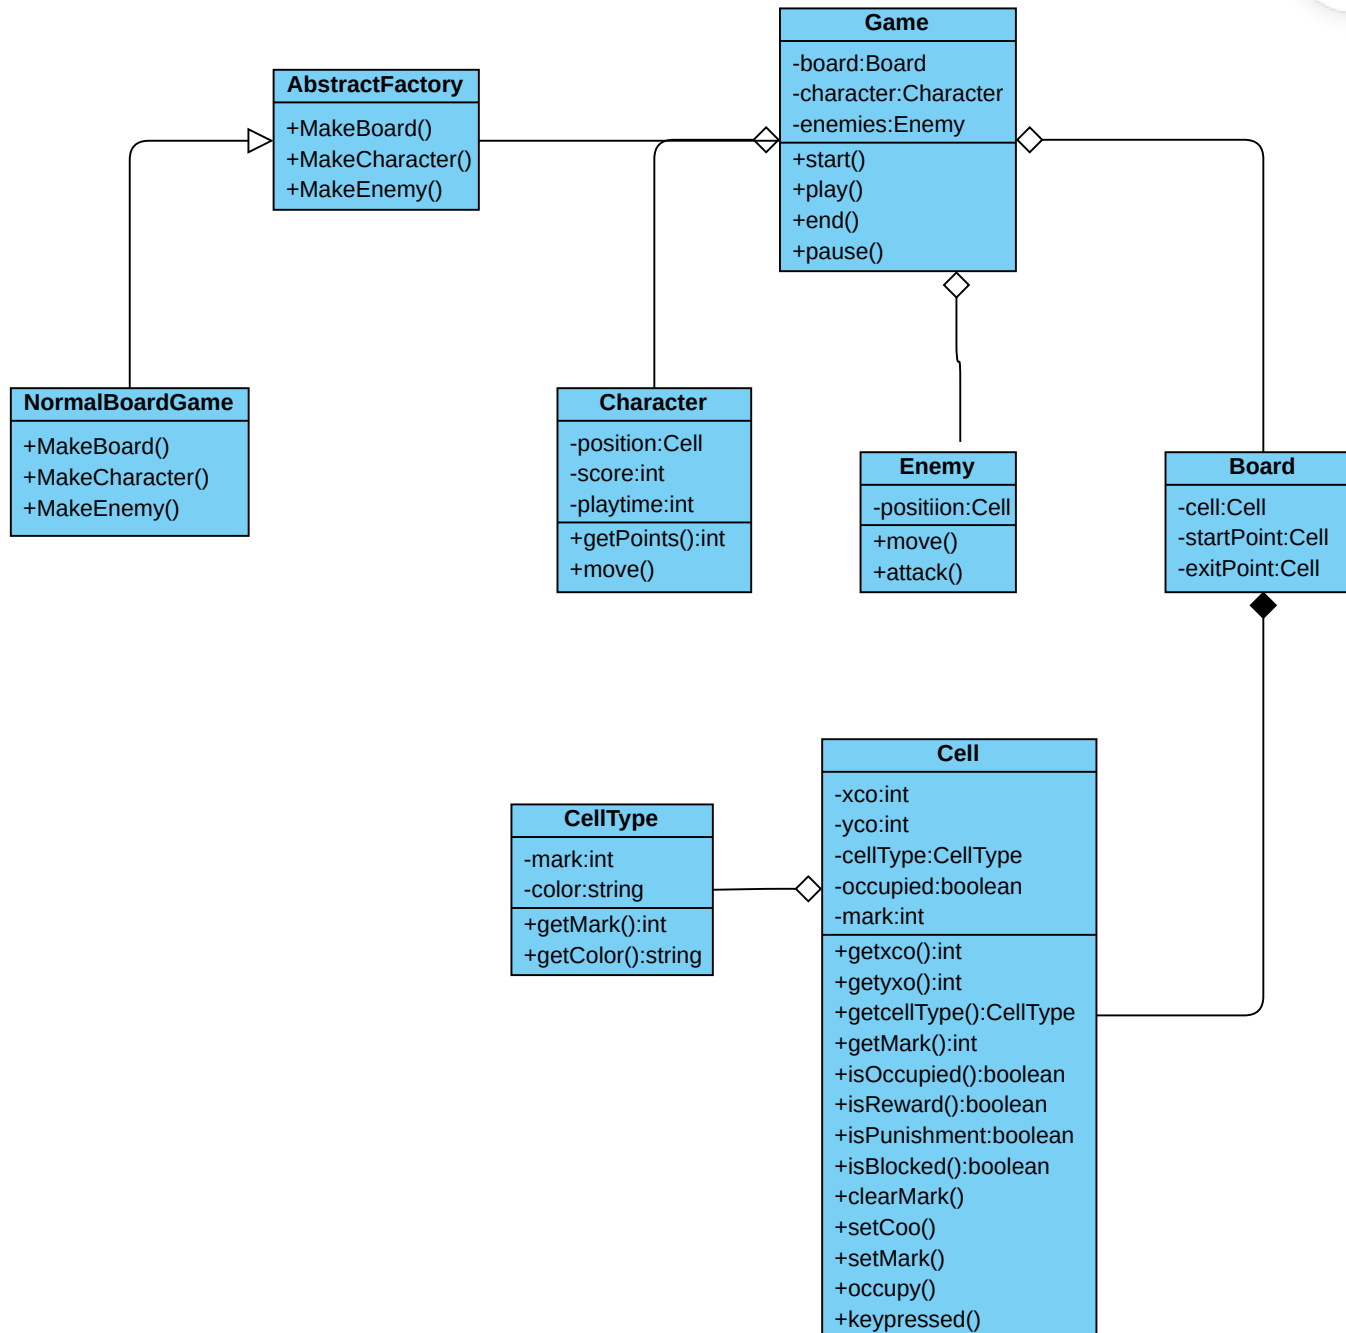 Game
-board:Board
-character:Character
-enemies:Enemy
+start()
+play()
+end()
+pause()
AbstractFactory
+MakeBoard()
+MakeCharacter()
+MakeEnemy()
NormalBoardGame
+MakeBoard()
+MakeCharacter()
+MakeEnemy()
Character
-position:Cell
-score:int
-playtime:int
+getPoints():int
+move()
Enemy
-positiion:Cell
+move()
+attack()
Board
-cell:Cell
-startPoint:Cell
-exitPoint:Cell
CellType
-mark:int
-color:string
+getMark():int
+getColor():string
Cell
-xco:int
-yco:int
-cellType:CellType
-occupied:boolean
-mark:int
+getxco():int
+getyxo():int
+getcellType():CellType
+getMark():int
+isOccupied():boolean
+isReward():boolean
+isPunishment:boolean
+isBlocked():boolean
+clearMark()
+setCoo()
+setMark()
+occupy()
+keypressed()